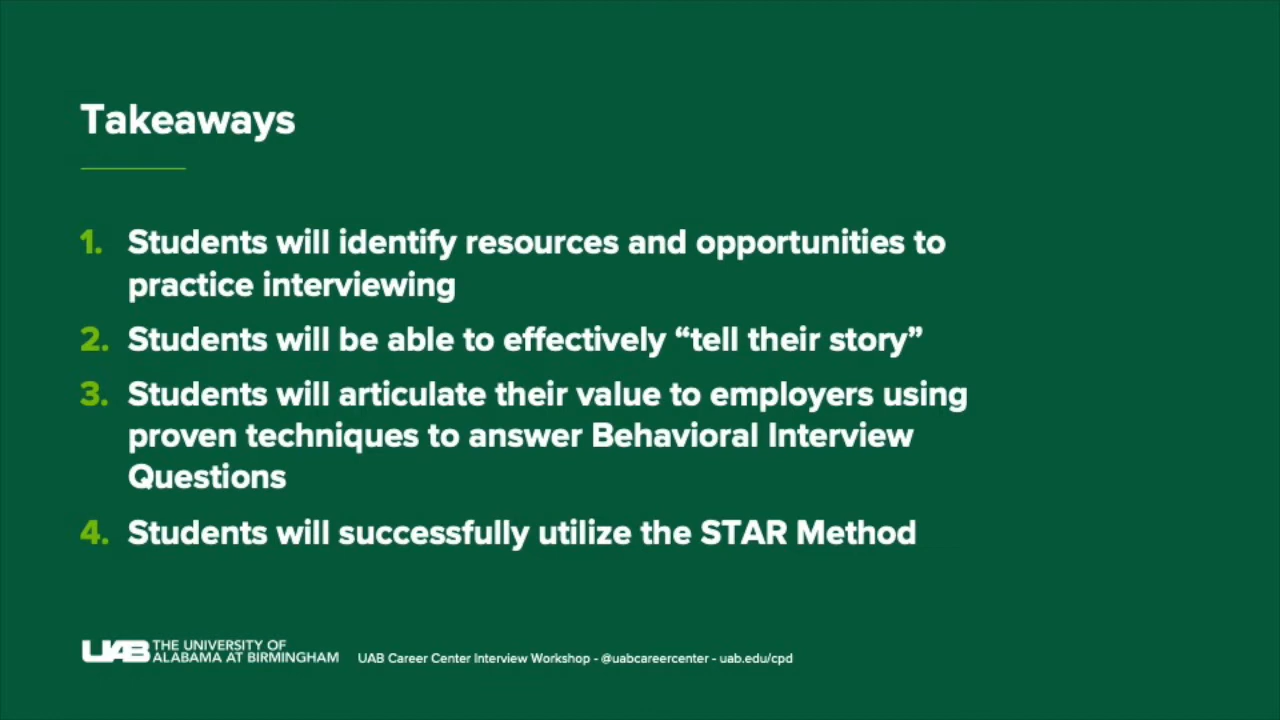 Takeaways
1. Students will identify resources and opportunities to
practice interviewing
2. Students will be able to effectively “tell their story”
3. Students will articulate their value to employers using
proven techniques to answer Behavioral Interview
Questions
4. Students will successfully utilize the STAR Method
UAB THE UNIVERSITY OF
ALABAMA AT BIRMINGHAM
UAB Career Center Interview Workshop - @uabcareercenter - uab.edu/cpd